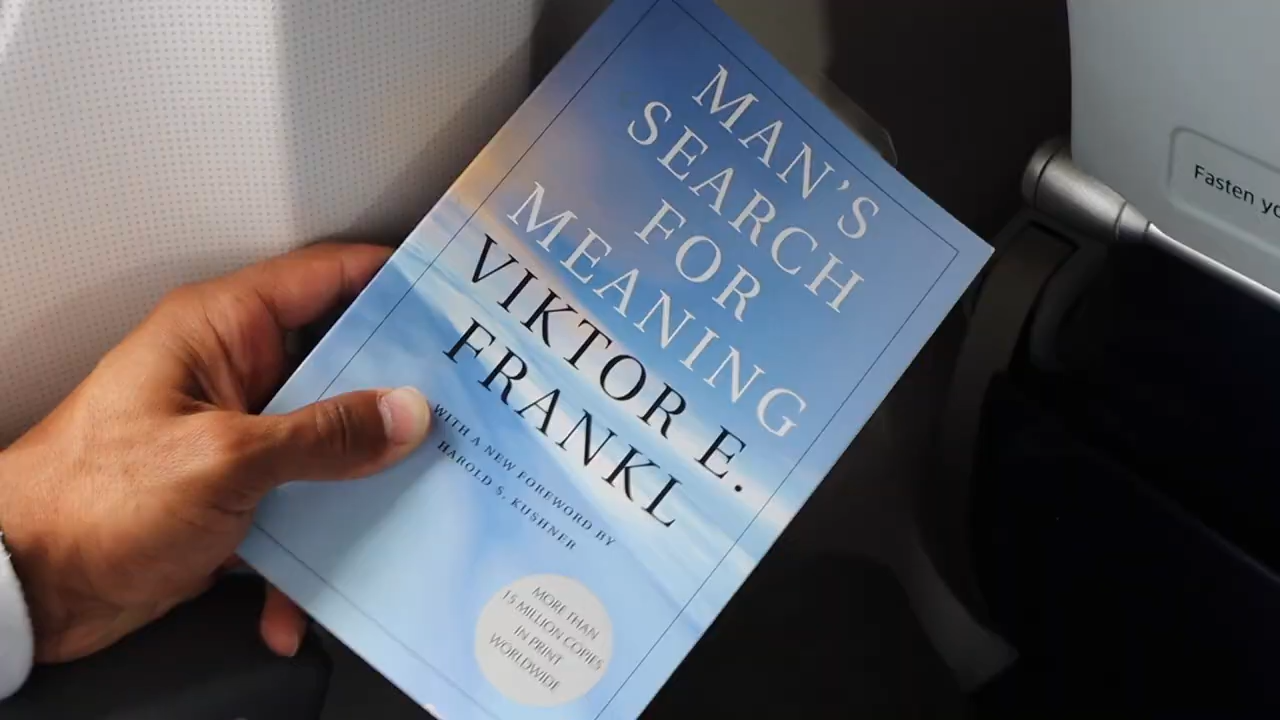 MAN'S
SEARCH
FOR
MEANING
VIKTOR E.
FRANKL
WITH A NEW FOREWORD BY
HAROLD S. KUSHNER
MORE THAN
15 MILLION COPIES
IN PRINT
WORLDWIDE
Fasten